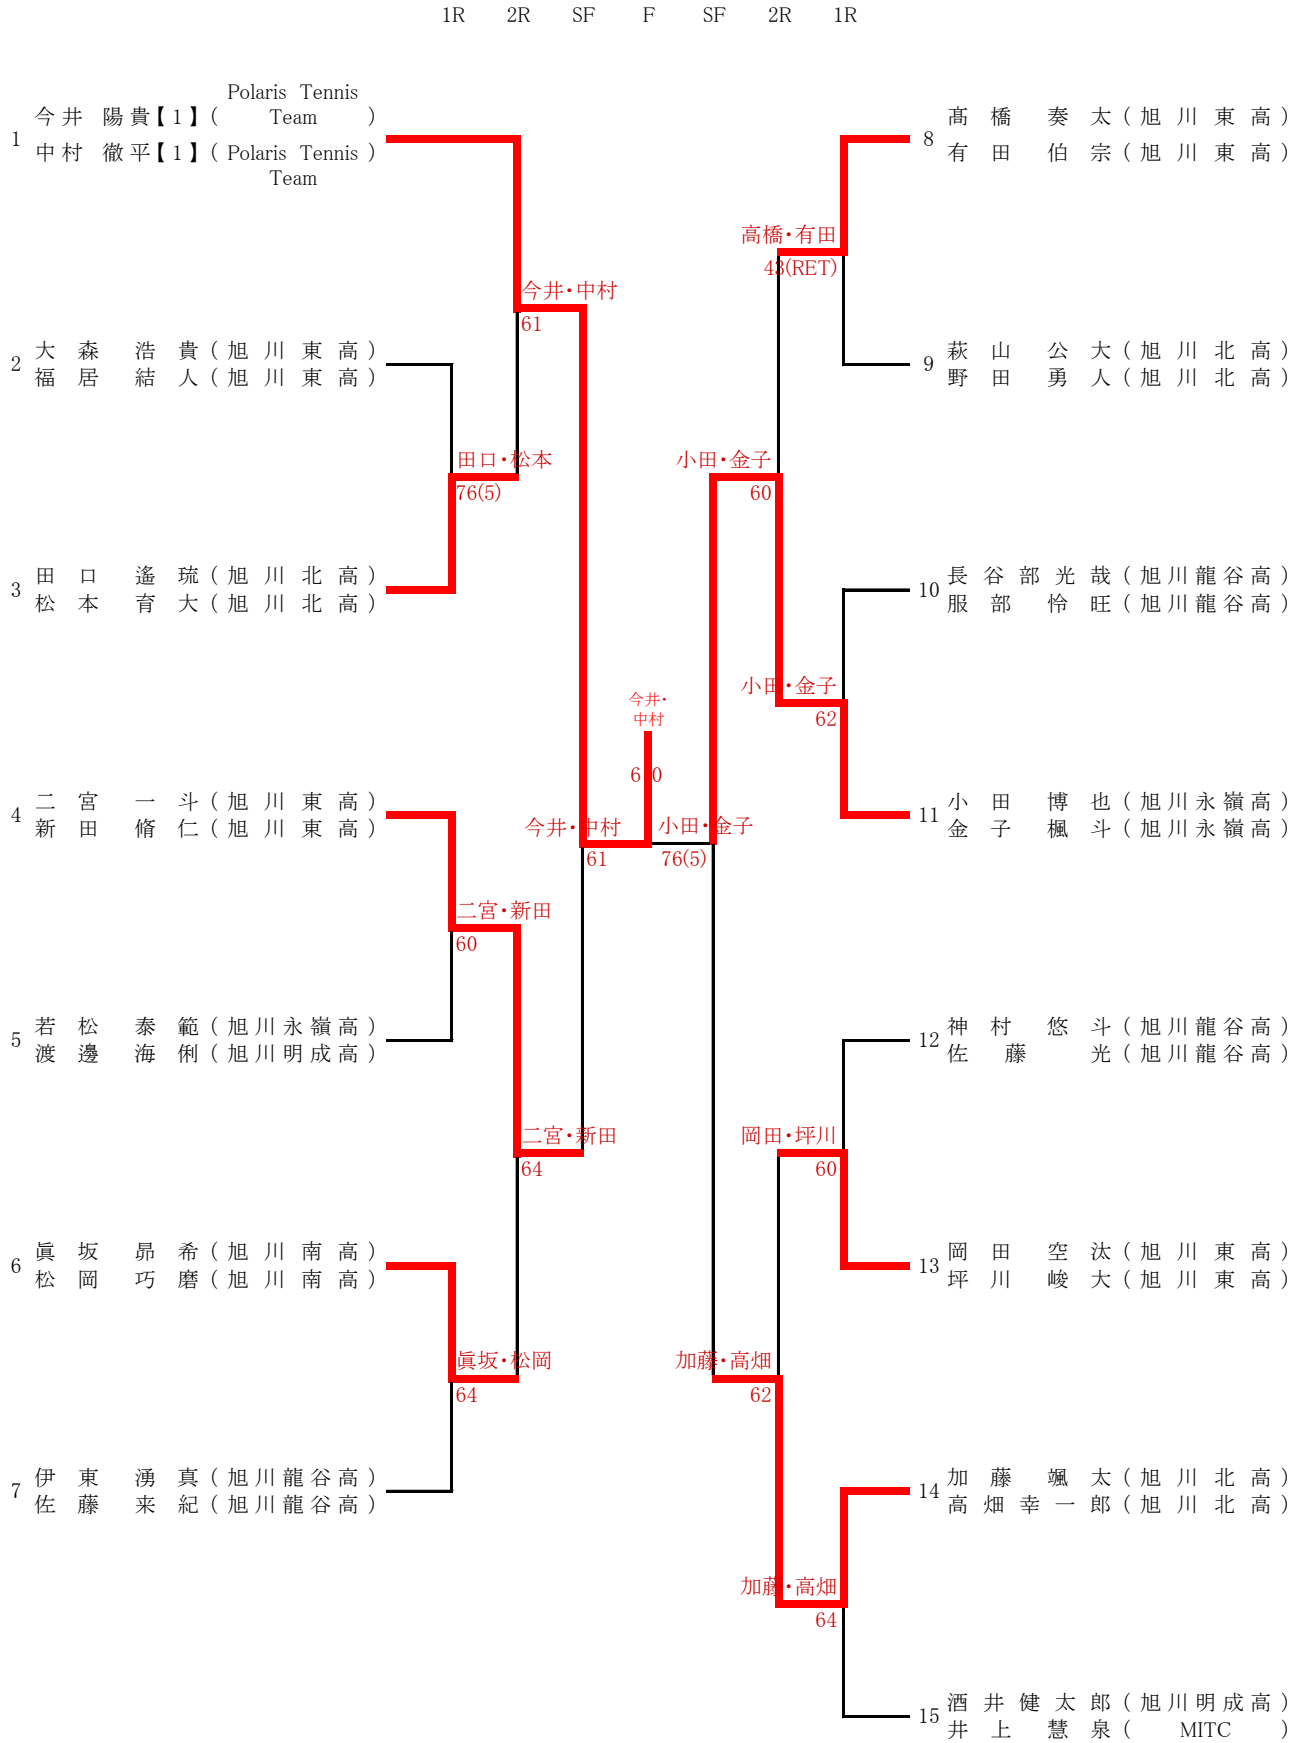 1R 2R SF F SF 2R 1R
Polaris Tennis
今井 陽貴【1】( Team )
1
中村 徹平【1】( Polaris Tennis )
Team
大森 浩貴(旭川東高)
2
福居 結人(旭川東高)
田口 遙琉(旭川北高)
3
松本 育大(旭川北高)
二宮 一斗(旭川東高)
4
新田 脩仁(旭川東高)
若松 泰範(旭川永嶺高)
5
渡邊 海俐(旭川明成高)
眞坂 昴希(旭川南高)
6
松岡 巧磨(旭川南高)
伊東 湧真(旭川龍谷高)
7
佐藤 来紀(旭川龍谷高)
田口・松本
76(5)
二宮・新田
60
眞坂・松岡
64
今井・中村
61
二宮・新田
64
今井・中村
61
今井・
中村
6 0
小田・金子
76(5)
小田・金子
60
加藤・高畑
62
高橋・有田
43(RET)
小田・金子
62
岡田・坪川
60
加藤・高畑
64
髙橋 奏太(旭川東高)
8
有田 伯宗(旭川東高)
萩山 公大(旭川北高)
9
野田 勇人(旭川北高)
長谷部光哉(旭川龍谷高)
10
服部 怜旺(旭川龍谷高)
小田 博也(旭川永嶺高)
11
金子 楓斗(旭川永嶺高)
神村 悠斗(旭川龍谷高)
12
佐藤 光(旭川龍谷高)
岡田 空汰(旭川東高)
13
坪川 峻大(旭川東高)
加藤 颯太(旭川北高)
14
高畑幸一郎(旭川北高)
酒井健太郎(旭川明成高)
15
井上 慧泉( MITC )